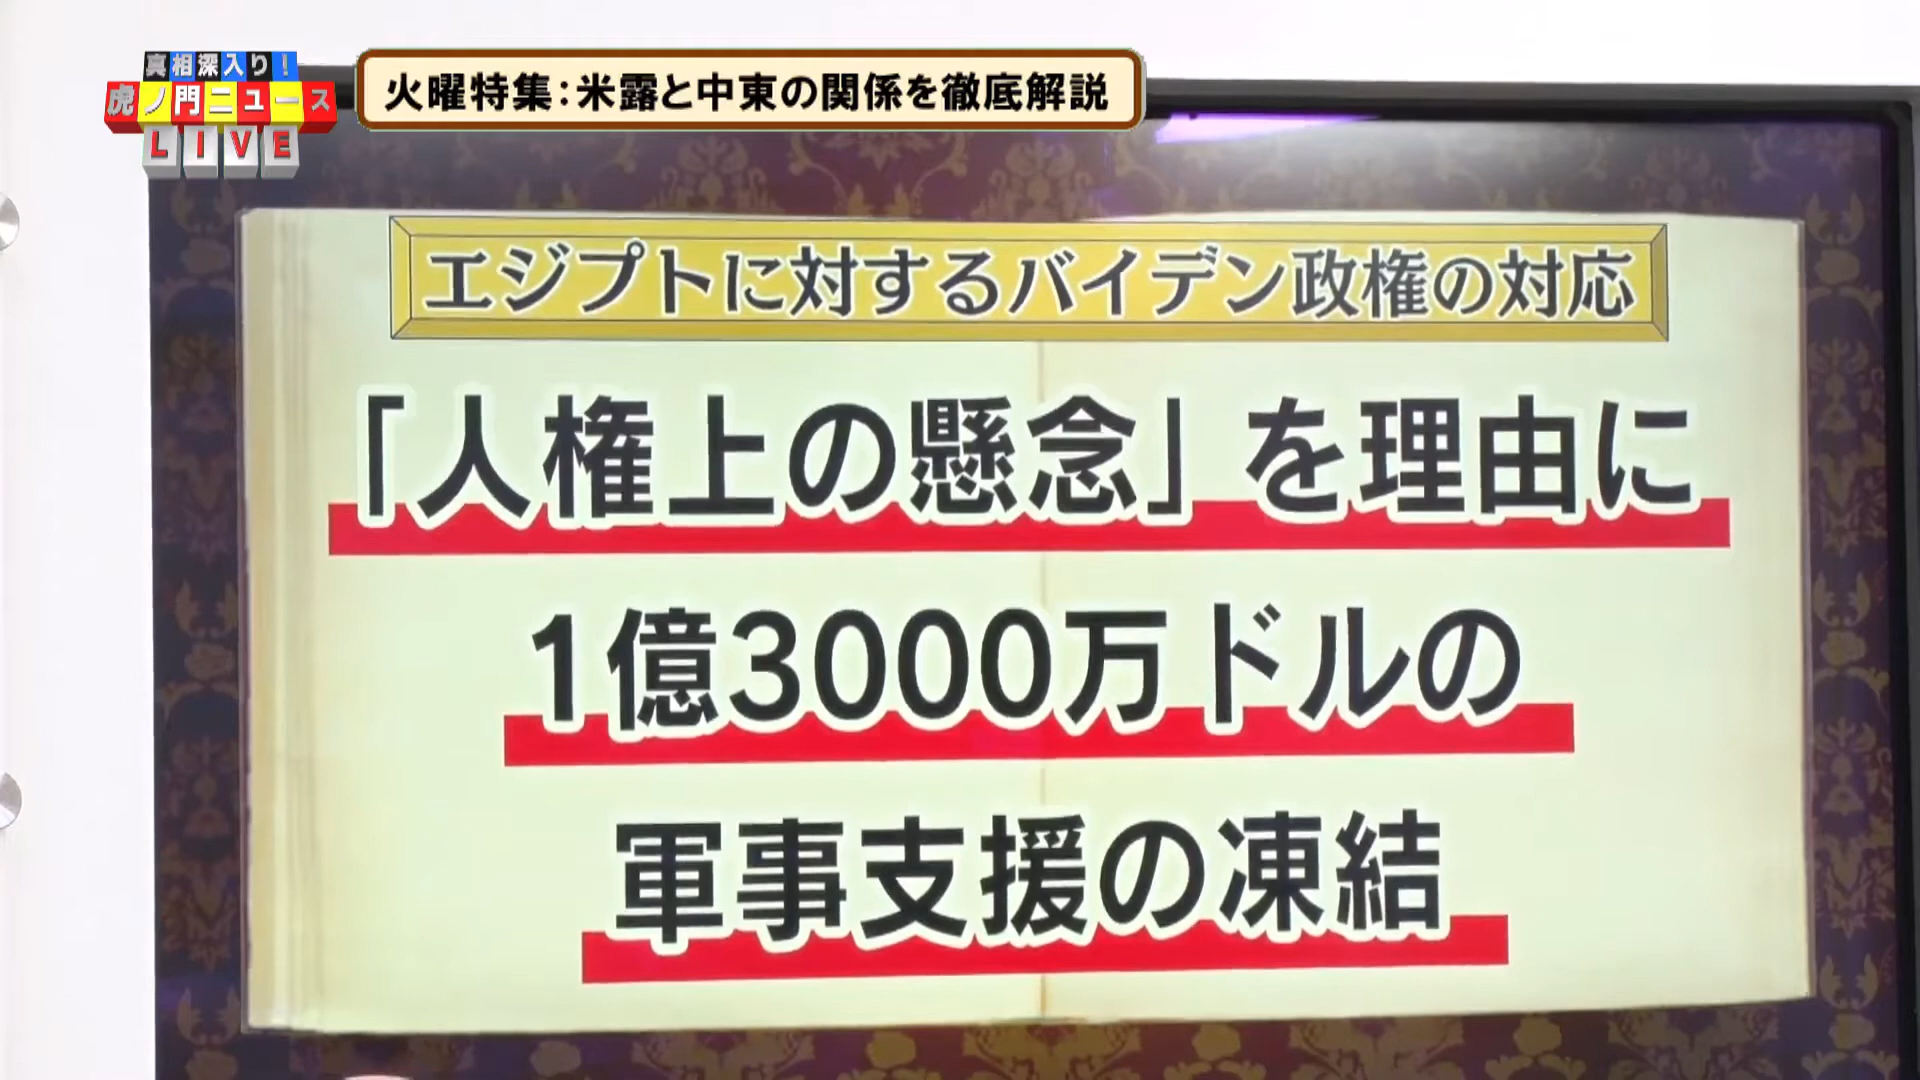 真相深入り!
虎ノ門ニュース
LIVE
火曜特集:米露と中東の関係を徹底解説
エジプトに対するバイデン政権の対応
「人権上の懸念」を理由に
1億3000万ドルの
軍事支援の凍結